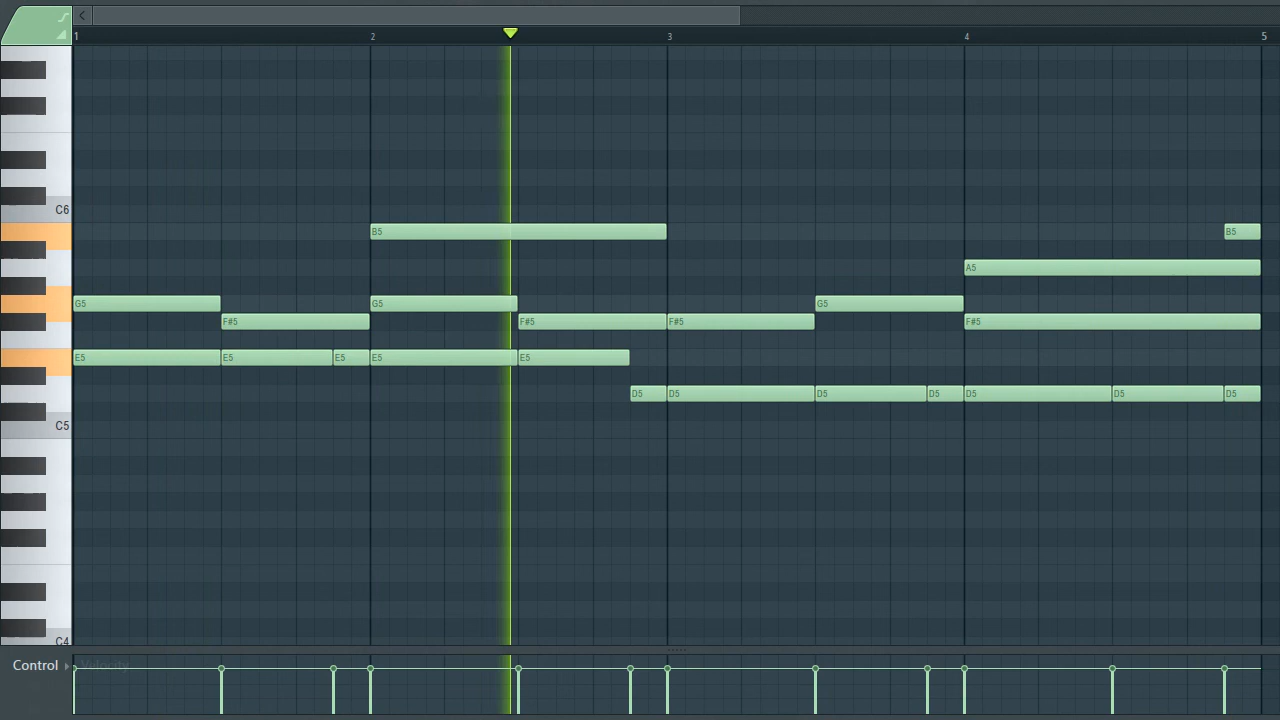 1 2 3 4 5
C6
B5 B5
A5
G5 G5 G5
F#5 F#5 F#5 F#5
E5 E5 E5 E5 E5
D5 D5 D5 D5 D5 D5 D5
C5
C4
Control Velocity